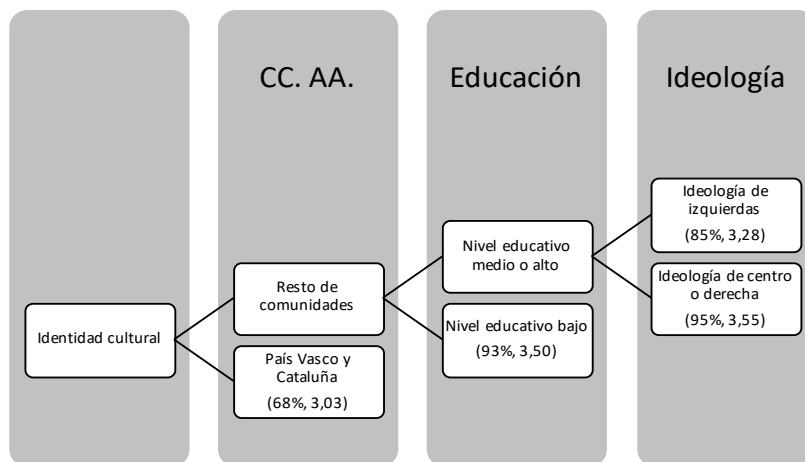 CC. AA.
Educación
Ideología
Identidad cultural
Resto de
comunidades
País Vasco y
Cataluña
(68%, 3,03)
Nivel educativo
medio o alto
Nivel educativo bajo
(93%, 3,50)
Ideología de
izquierdas
(85%, 3,28)
Ideología de centro
o derecha
(95%, 3,55)